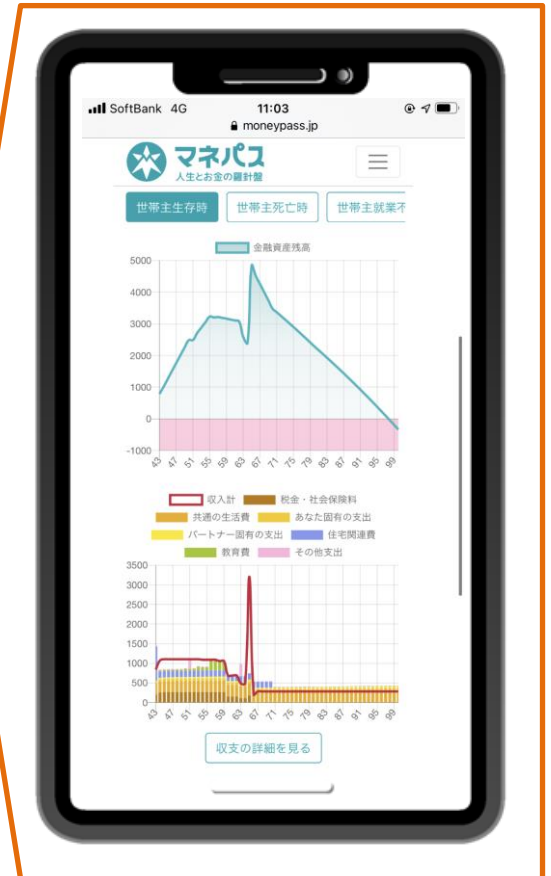 SoftBank 4G 11:03
moneypass.jp
マネパス
人生とお金の羅針盤
世帯主生存時 世帯主死亡時 世帯主就業不
金融資産残高
5000
4000
3000
2000
1000
0
-1000
43 47 51 55 59 63 67 71 75 79 83 87 91 95 99
収入計 税金・社会保険料
共通の生活費 あなた固有の支出
パートナー固有の支出 住宅関連費
教育費 その他支出
3500
3000
2500
2000
1500
1000
500
0
43 47 51 55 59 63 67 71 75 79 83 87 91 95 99
収支の詳細を見る